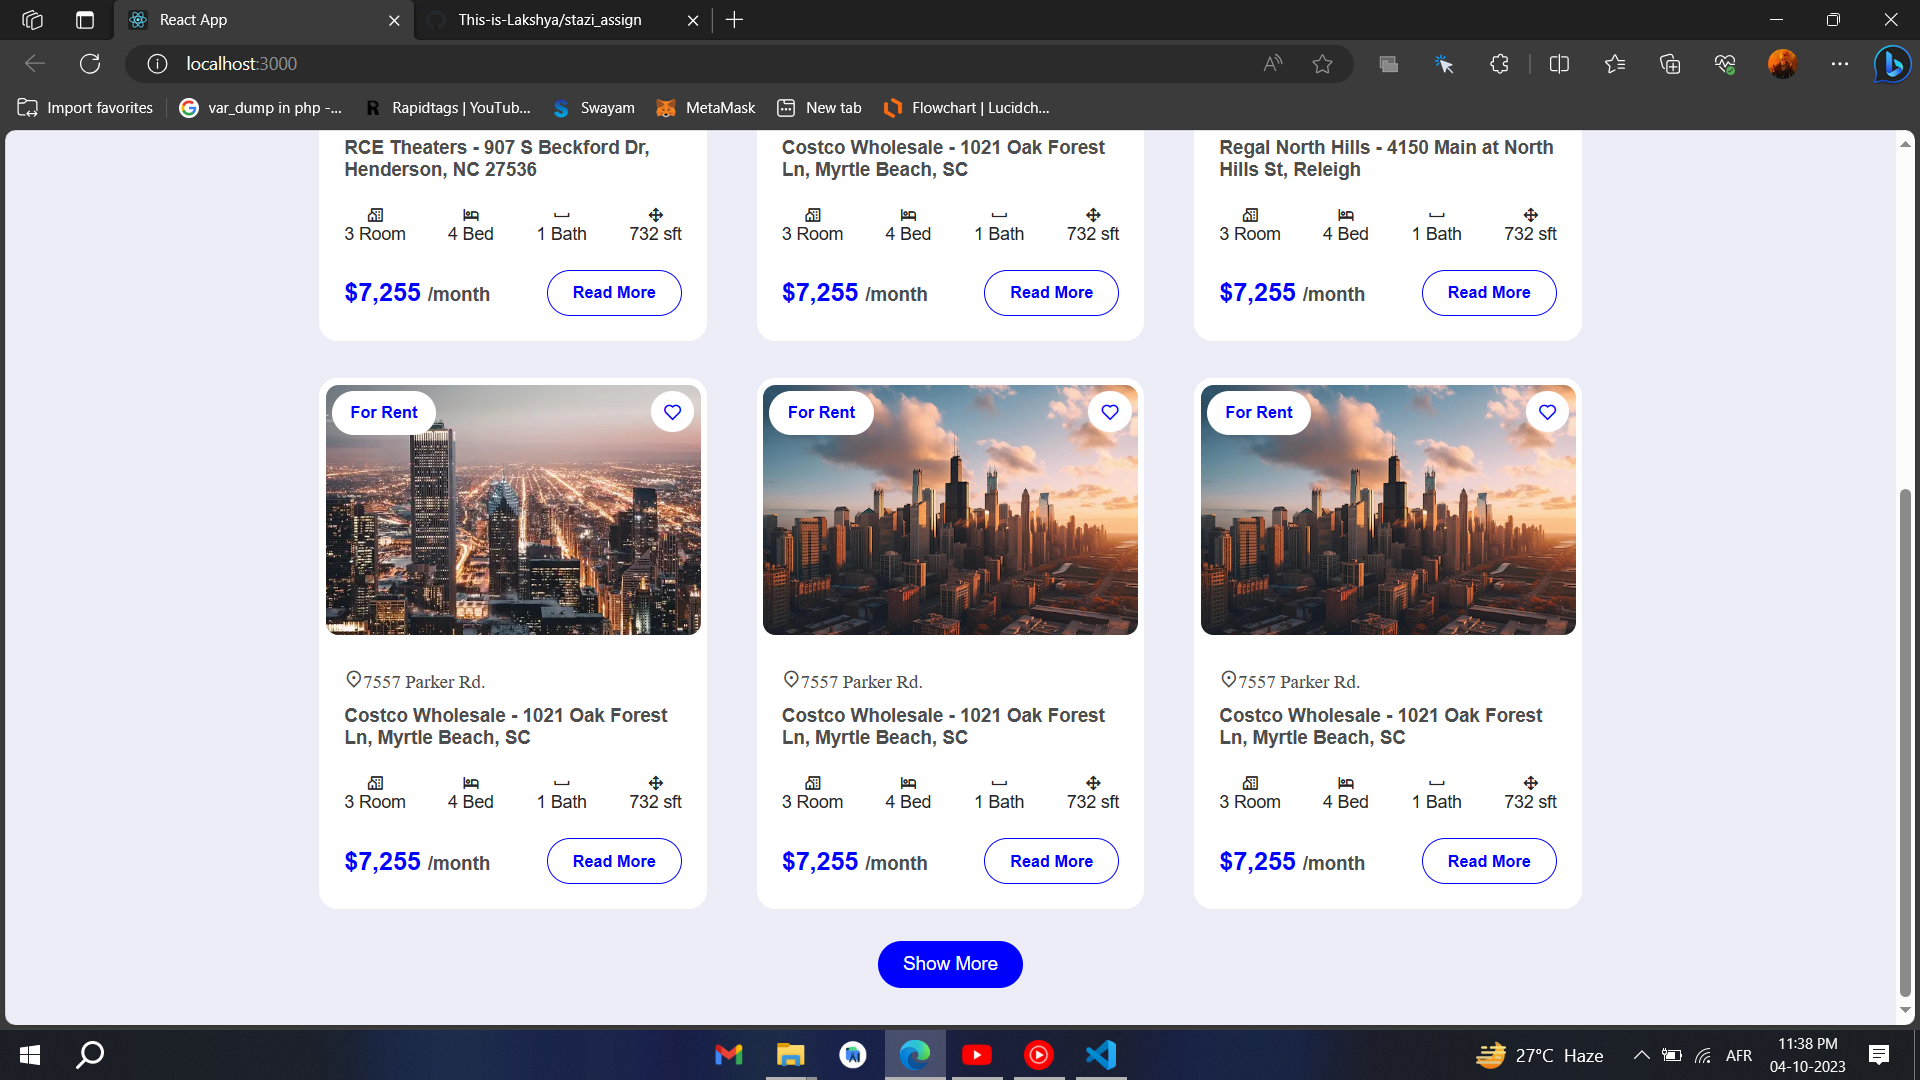 React App
This-is-Lakshya/stazi_assign
localhost:3000
Import favorites
var_dump in php -...
Rapidtags | YouTub...
Swayam
MetaMask
New tab
Flowchart | Lucidch...
RCE Theaters - 907 S Beckford Dr,
Henderson, NC 27536
3 Room 4 Bed 1 Bath 732 sft
$7,255 /month Read More
Costco Wholesale - 1021 Oak Forest
Ln, Myrtle Beach, SC
3 Room 4 Bed 1 Bath 732 sft
$7,255 /month Read More
Regal North Hills - 4150 Main at North
Hills St, Releigh
3 Room 4 Bed 1 Bath 732 sft
$7,255 /month Read More
For Rent
7557 Parker Rd.
Costco Wholesale - 1021 Oak Forest
Ln, Myrtle Beach, SC
3 Room 4 Bed 1 Bath 732 sft
$7,255 /month Read More
For Rent
7557 Parker Rd.
Costco Wholesale - 1021 Oak Forest
Ln, Myrtle Beach, SC
3 Room 4 Bed 1 Bath 732 sft
$7,255 /month Read More
For Rent
7557 Parker Rd.
Costco Wholesale - 1021 Oak Forest
Ln, Myrtle Beach, SC
3 Room 4 Bed 1 Bath 732 sft
$7,255 /month Read More
Show More
27°C Haze
AFR
11:38 PM
04-10-2023